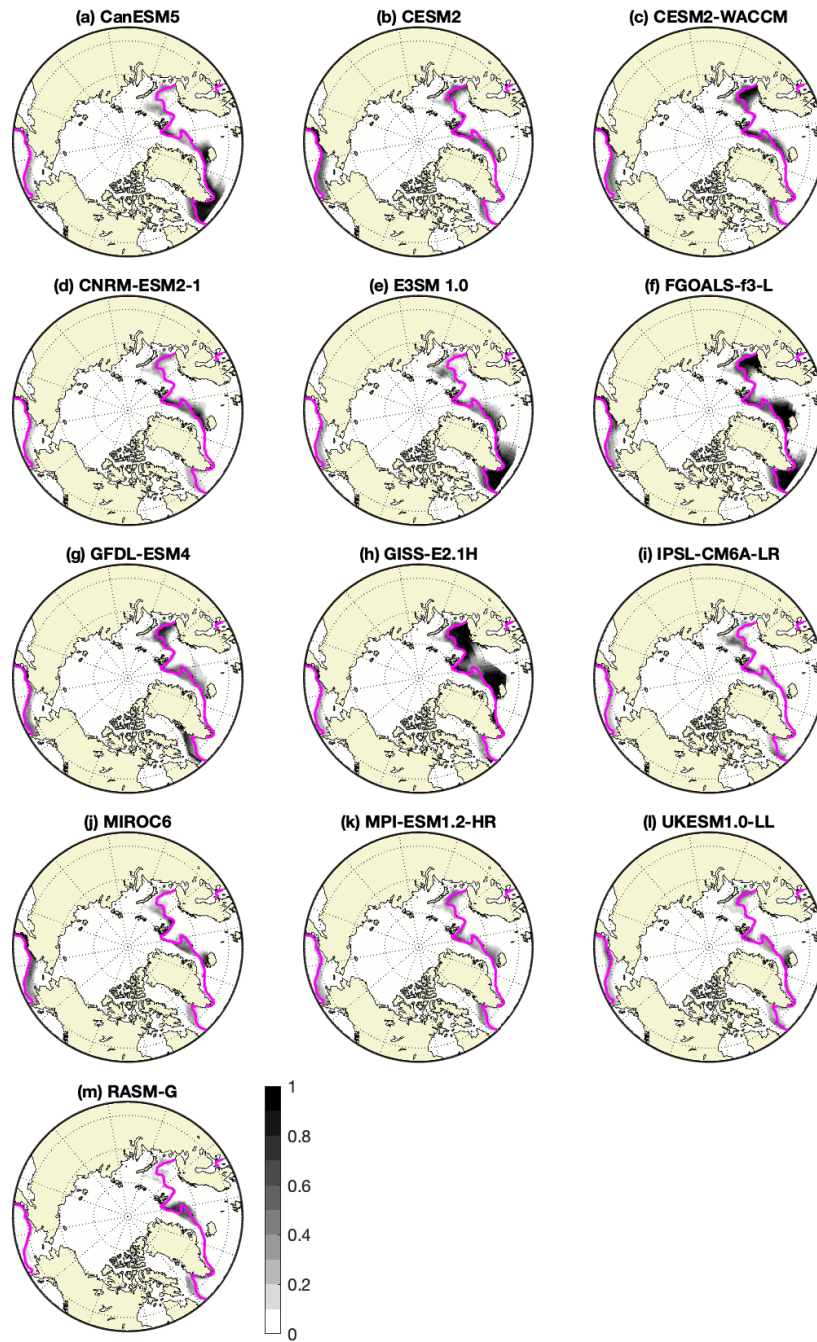 (a) CanESM5
(b) CESM2
(c) CESM2-WACCM
(d) CNRM-ESM2-1
(e) E3SM 1.0
(f) FGOALS-f3-L
(g) GFDL-ESM4
(h) GISS-E2.1H
(i) IPSL-CM6A-LR
(j) MIROC6
(k) MPI-ESM1.2-HR
(l) UKESM1.0-LL
(m) RASM-G
1
0.8
0.6
0.4
0.2
0